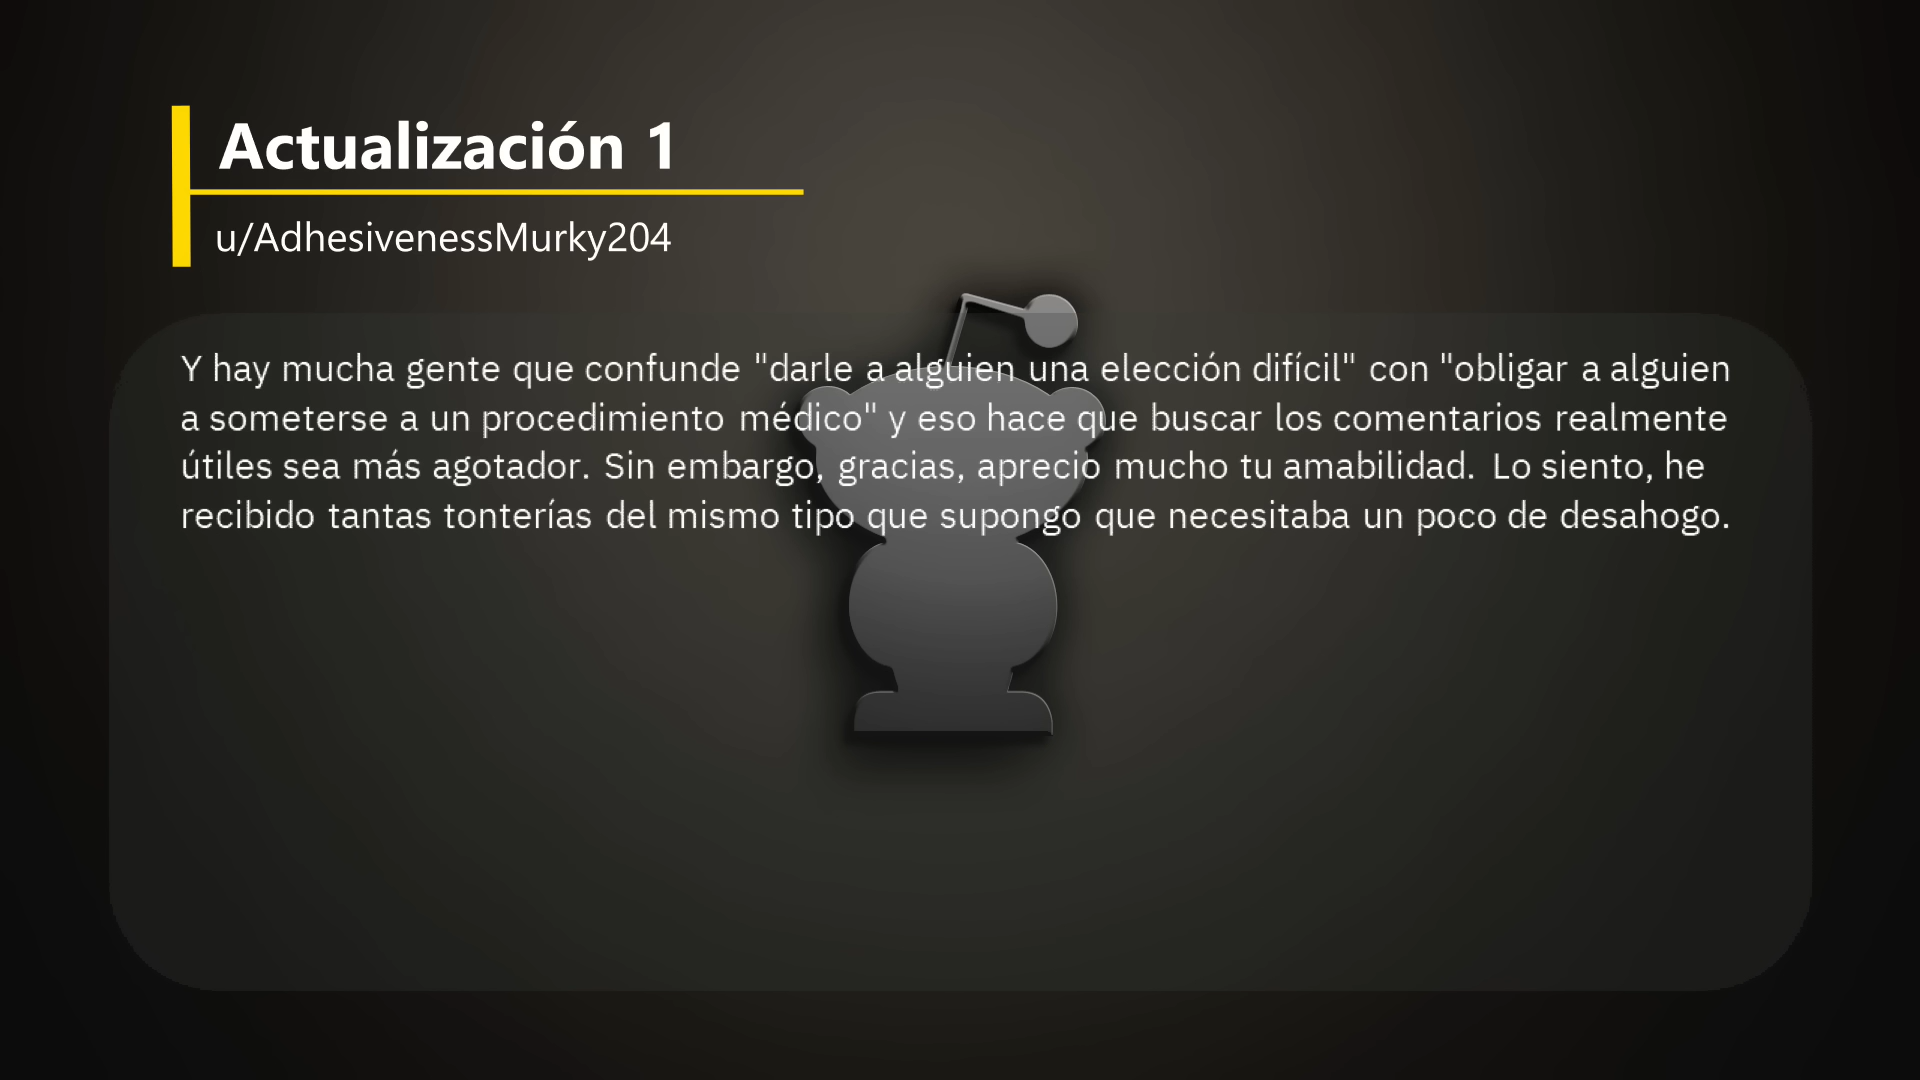 Actualización 1
u/AdhesivenessMurky204
Y hay mucha gente que confunde "darle a alguien una elección difícil" con "obligar a alguien
a someterse a un procedimiento médico" y eso hace que buscar los comentarios realmente
útiles sea más agotador. Sin embargo, gracias, aprecio mucho tu amabilidad. Lo siento, he
recibido tantas tonterías del mismo tipo que supongo que necesitaba un poco de desahogo.